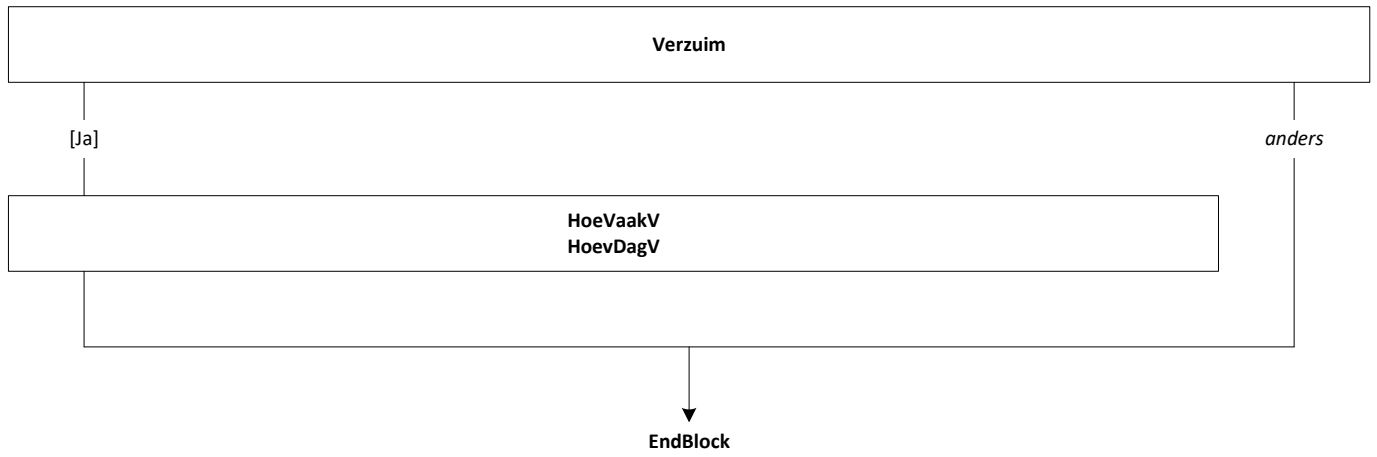 Verzuim
[Ja]
anders
HoeVaakV
HoevDagV
EndBlock